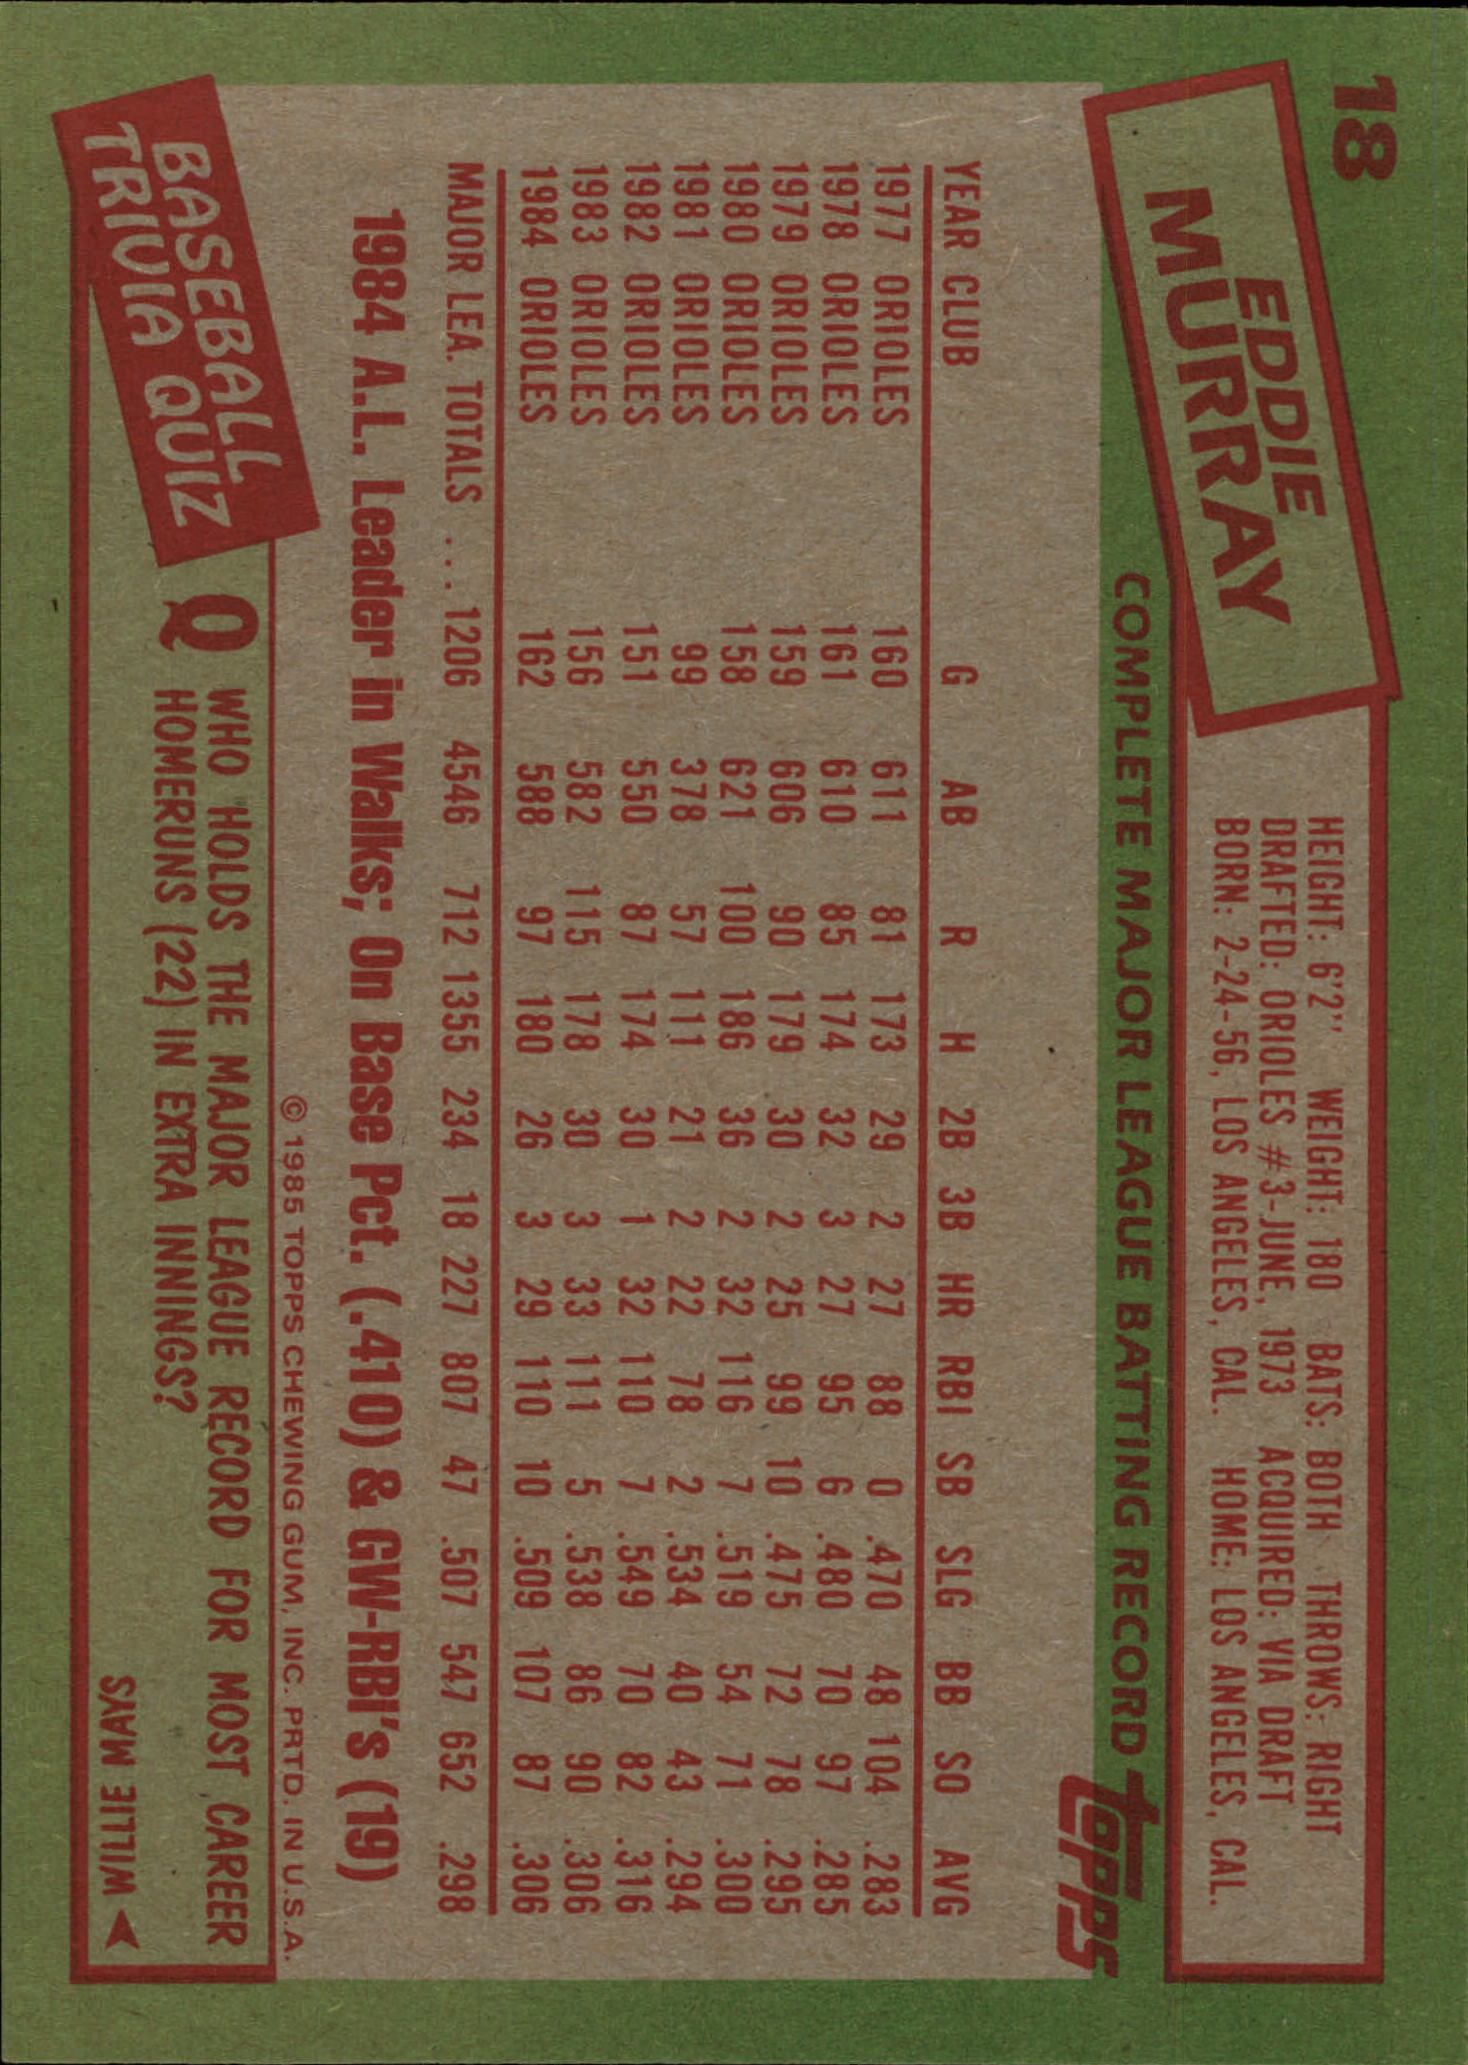 18
EDDIE
MURRAY
HEIGHT: 6'2" WEIGHT: 180 BATS: BOTH THROWS: RIGHT
DRAFTED: ORIOLES #3-JUNE, 1973 ACQUIRED: VIA DRAFT
BORN: 2-24-56, LOS ANGELES, CAL. HOME: LOS ANGELES, CAL.
COMPLETE MAJOR LEAGUE BATTING RECORD
Topps
YEAR CLUB G AB R H 2B 3B HR RBI SB SLG BB SO AVG
1977 ORIOLES 160 611 81 173 29 2 27 88 0 .470 48 104 .283
1978 ORIOLES 161 610 85 174 32 3 27 95 6 .480 70 97 .285
1979 ORIOLES 159 606 90 179 30 2 25 99 10 .475 72 78 .295
1980 ORIOLES 158 621 100 186 36 2 32 116 7 .519 54 71 .300
1981 ORIOLES 99 378 57 111 21 2 22 78 2 .534 40 43 .294
1982 ORIOLES 151 550 87 174 30 1 32 110 7 .549 70 82 .316
1983 ORIOLES 156 582 115 178 30 3 33 111 5 .538 86 90 .306
1984 ORIOLES 162 588 97 180 26 3 29 110 10 .509 107 87 .306
MAJOR LEA. TOTALS ... 1206 4546 712 1355 234 18 227 807 47 .507 547 652 .298
1984 A.L. Leader in Walks; On Base Pct. (.410) & GW-RBI's (19)
© 1985 TOPPS CHEWING GUM, INC. PRTD. IN U.S.A.
BASEBALL
TRIVIA QUIZ
Q WHO HOLDS THE MAJOR LEAGUE RECORD FOR MOST CAREER
HOMERUNS (22) IN EXTRA INNINGS?
WILLIE MAYS